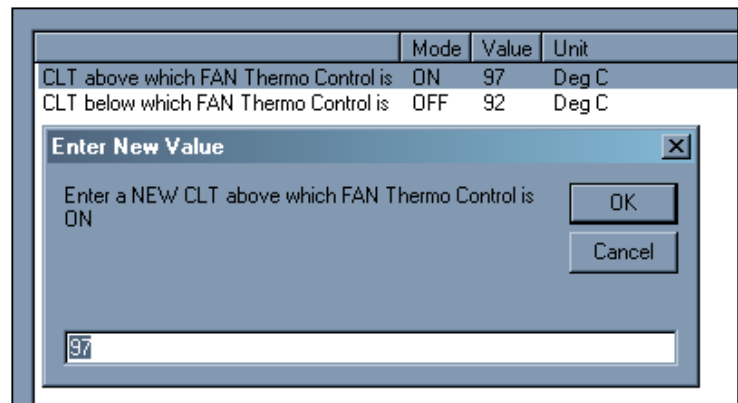 Mode Value Unit
CLT above which FAN Thermo Control is ON 97 Deg C
CLT below which FAN Thermo Control is OFF 92 Deg C
Enter New Value
Enter a NEW CLT above which FAN Thermo Control is
ON
OK
Cancel
97